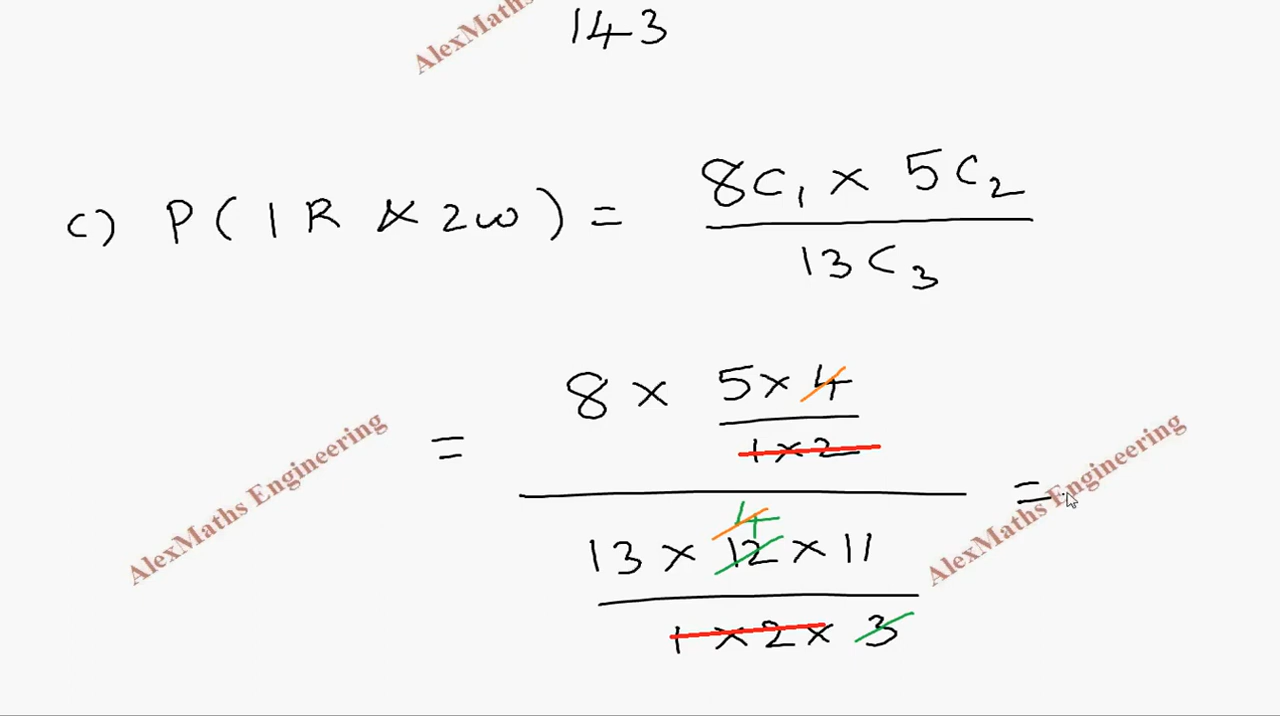 143
AlexMaths
c) P(1R & 2W) = 8C₁ × 5C₂
13C₃
= 8 × 5×4
1×2
=
4
13 × 12 × 11
1×2× 3
AlexMaths Engineering
AlexMaths Engineering